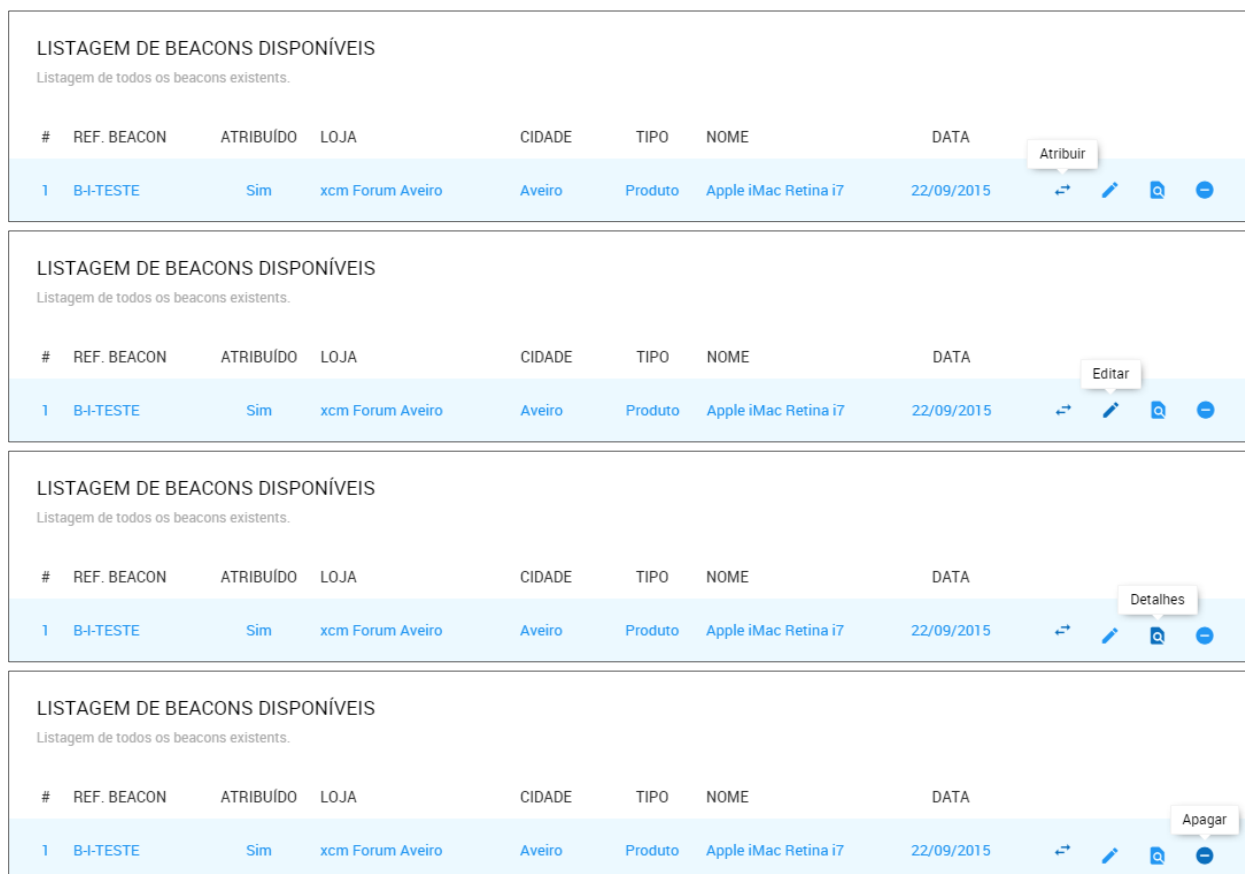 LISTAGEM DE BEACONS DISPONÍVEIS
Listagem de todos os beacons existents.
# REF. BEACON ATRIBUÍDO LOJA CIDADE TIPO NOME DATA
Atribuir
1 B-I-TESTE Sim xcm Forum Aveiro Aveiro Produto Apple iMac Retina i7 22/09/2015
LISTAGEM DE BEACONS DISPONÍVEIS
Listagem de todos os beacons existents.
# REF. BEACON ATRIBUÍDO LOJA CIDADE TIPO NOME DATA
Editar
1 B-I-TESTE Sim xcm Forum Aveiro Aveiro Produto Apple iMac Retina i7 22/09/2015
LISTAGEM DE BEACONS DISPONÍVEIS
Listagem de todos os beacons existents.
# REF. BEACON ATRIBUÍDO LOJA CIDADE TIPO NOME DATA
Detalhes
1 B-I-TESTE Sim xcm Forum Aveiro Aveiro Produto Apple iMac Retina i7 22/09/2015
LISTAGEM DE BEACONS DISPONÍVEIS
Listagem de todos os beacons existents.
# REF. BEACON ATRIBUÍDO LOJA CIDADE TIPO NOME DATA
Apagar
1 B-I-TESTE Sim xcm Forum Aveiro Aveiro Produto Apple iMac Retina i7 22/09/2015